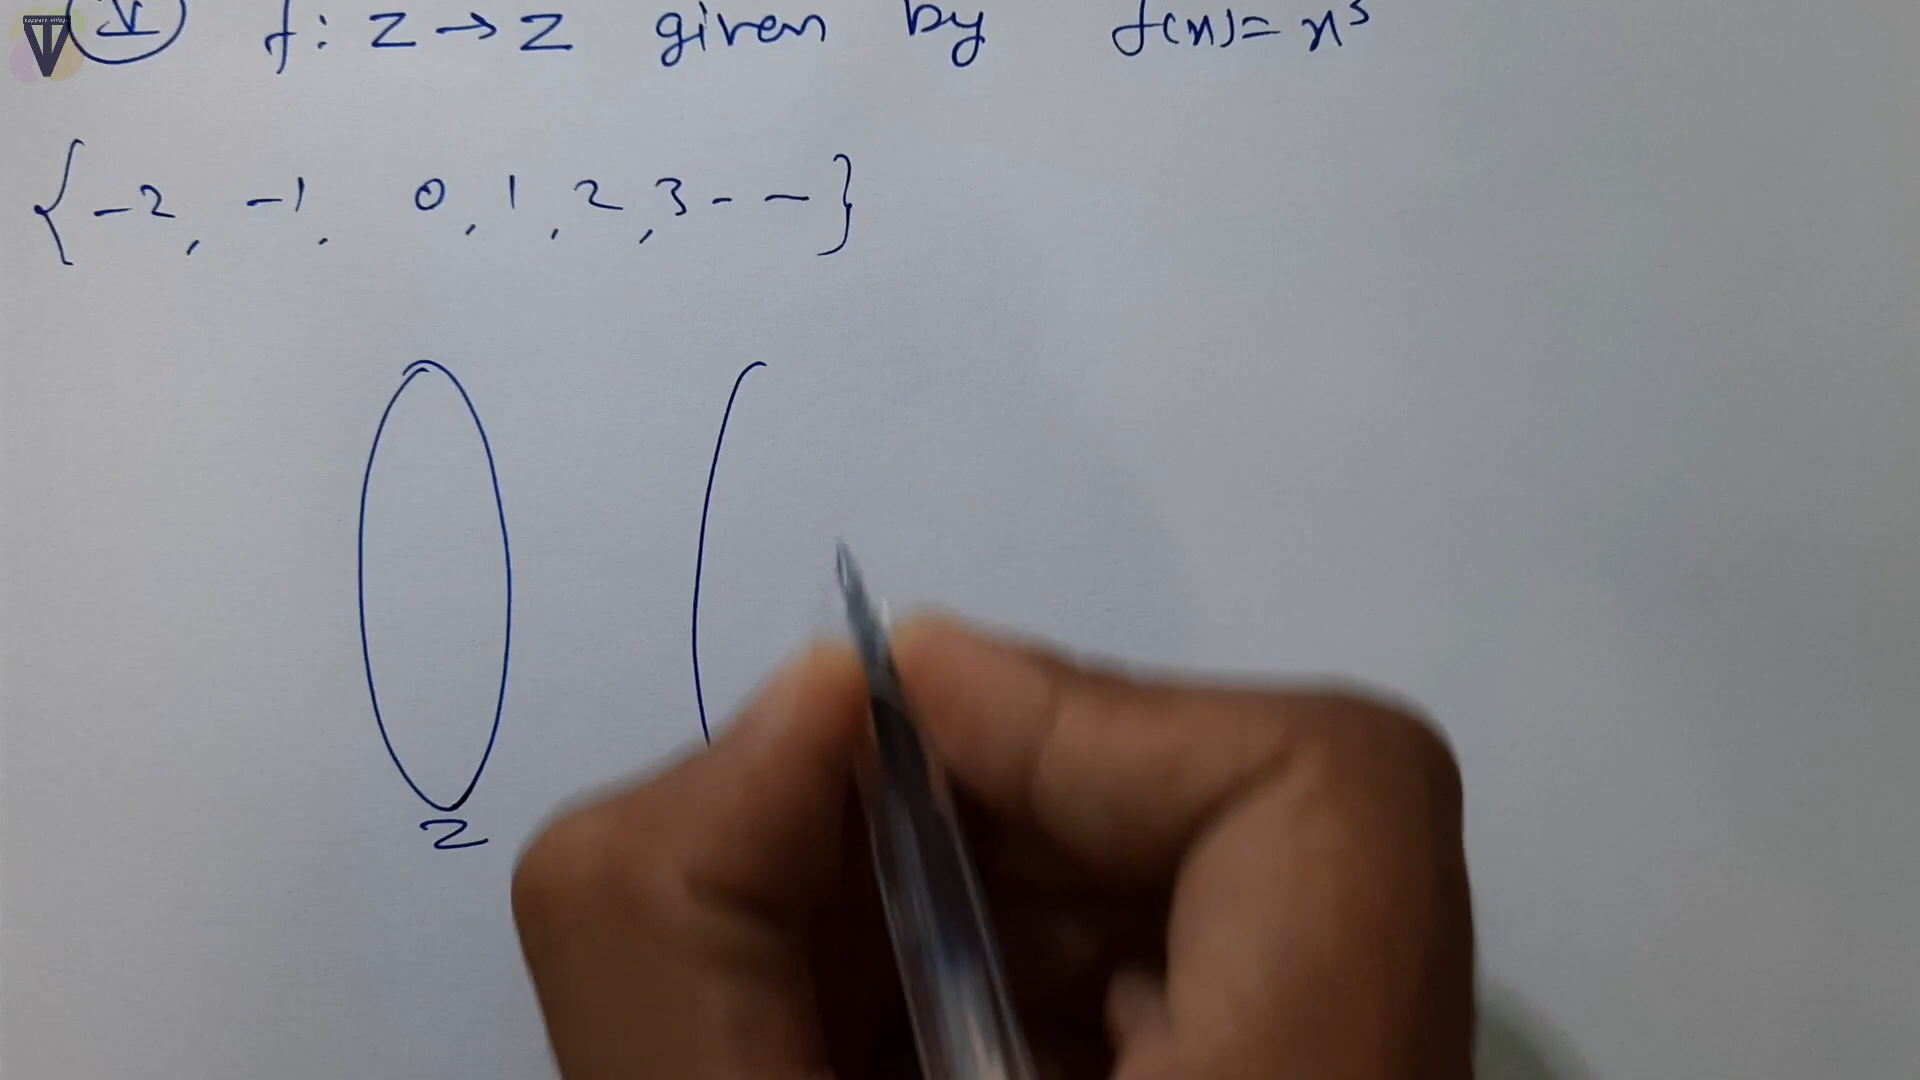 V f: Z → Z given by f(x) = x³
{ -2, -1, 0, 1, 2, 3 - - }
Z